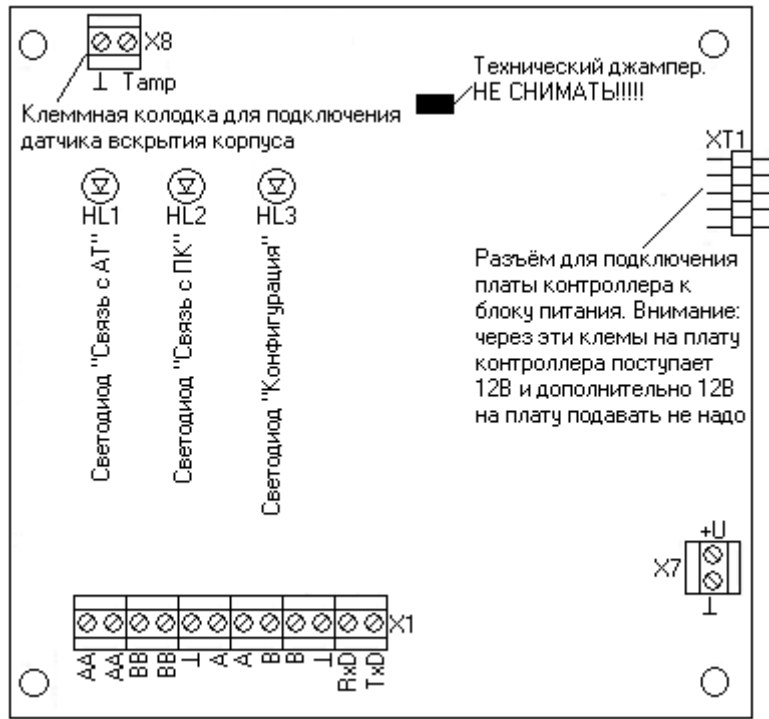 X8
⊥ Tamp
Клеммная колодка для подключения
датчика вскрытия корпуса
Технический джампер.
НЕ СНИМАТЬ!!!!!
XT1
HL1
HL2
HL3
Светодиод "Связь с АТ"
Светодиод "Связь с ПК"
Светодиод "Конфигурация"
Разъём для подключения
платы контроллера к
блоку питания. Внимание:
через эти клемы на плату
контроллера поступает
12В и дополнительно 12В
на плату подавать не надо
+U
X7
⊥
X1
AA AA BB BB ⊥ A A B B ⊥ RxD TxD